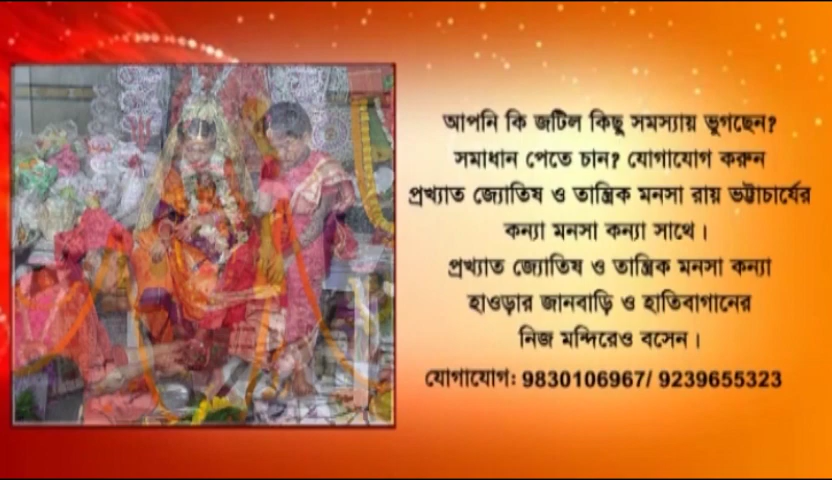 আপনি কি জটিল কিছু সমস্যায় ভুগছেন?
সমাধান পেতে চান? যোগাযোগ করুন
প্রখ্যাত জ্যোতিষ ও তান্ত্রিক মনসা রায় ভট্টাচার্যের
কন্যা মনসা কন্যা সাথে।
প্রখ্যাত জ্যোতিষ ও তান্ত্রিক মনসা কন্যা
হাওড়ার জানবাড়ি ও হাতিবাগানের
নিজ মন্দিরেও বসেন।
যোগাযোগ: 9830106967/ 9239655323